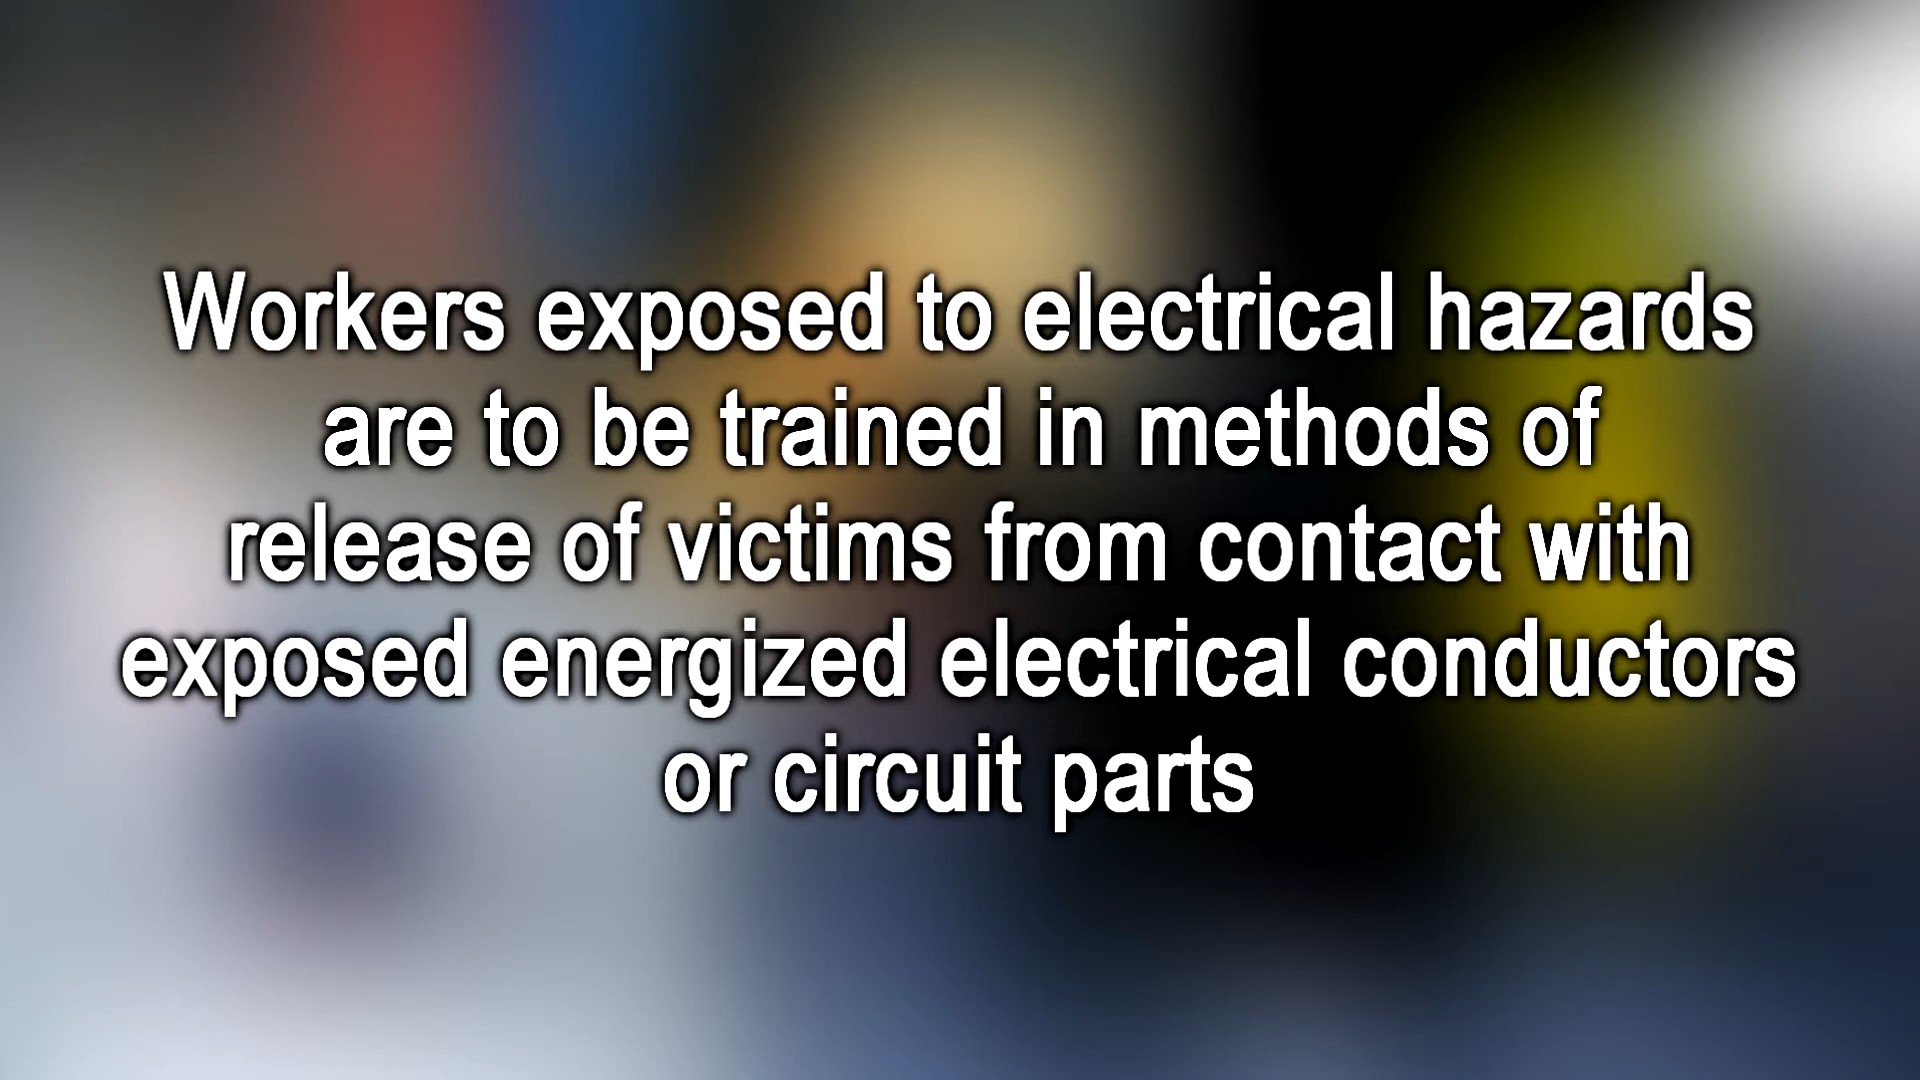 Workers exposed to electrical hazards
are to be trained in methods of
release of victims from contact with
exposed energized electrical conductors
or circuit parts